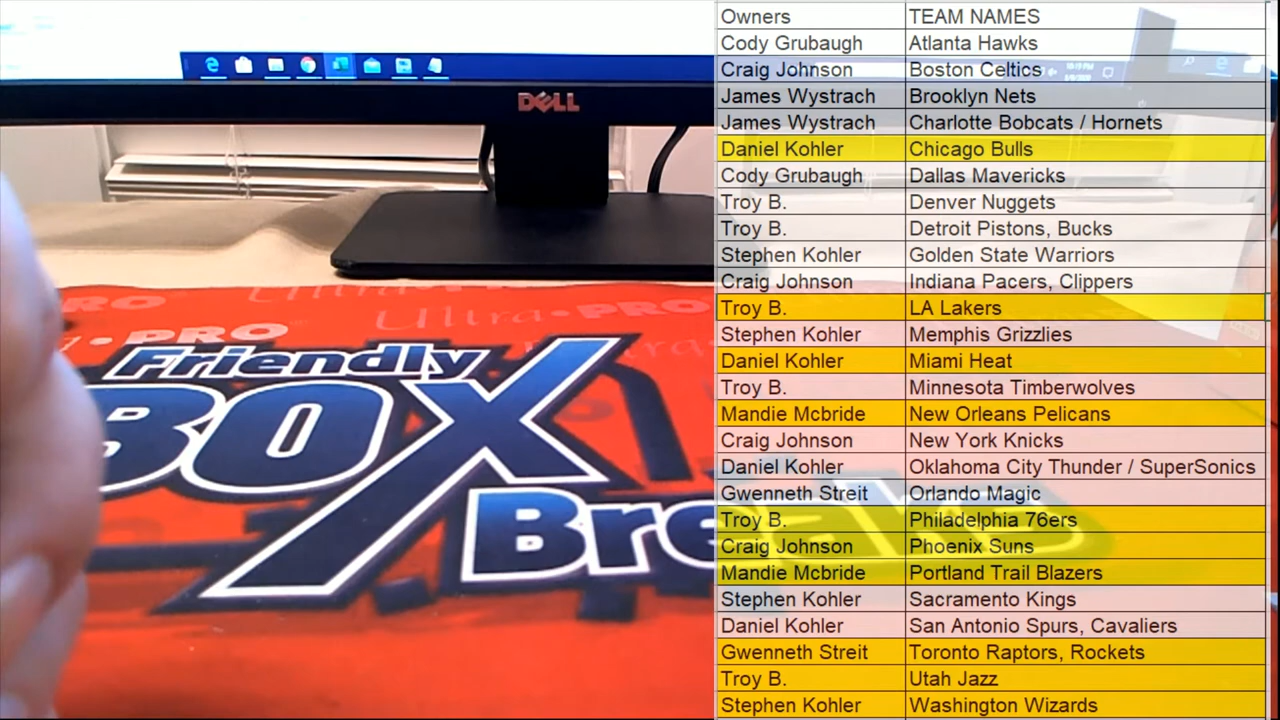 Owners TEAM NAMES
Cody Grubaugh Atlanta Hawks
Craig Johnson Boston Celtics
James Wystrach Brooklyn Nets
James Wystrach Charlotte Bobcats / Hornets
Daniel Kohler Chicago Bulls
Cody Grubaugh Dallas Mavericks
Troy B. Denver Nuggets
Troy B. Detroit Pistons, Bucks
Stephen Kohler Golden State Warriors
Craig Johnson Indiana Pacers, Clippers
Troy B. LA Lakers
Stephen Kohler Memphis Grizzlies
Daniel Kohler Miami Heat
Troy B. Minnesota Timberwolves
Mandie Mcbride New Orleans Pelicans
Craig Johnson New York Knicks
Daniel Kohler Oklahoma City Thunder / SuperSonics
Gwenneth Streit Orlando Magic
Troy B. Philadelphia 76ers
Craig Johnson Phoenix Suns
Mandie Mcbride Portland Trail Blazers
Stephen Kohler Sacramento Kings
Daniel Kohler San Antonio Spurs, Cavaliers
Gwenneth Streit Toronto Raptors, Rockets
Troy B. Utah Jazz
Stephen Kohler Washington Wizards
DELL
Ultra•PRO
•PRO
Friendly
BOX
Breaks